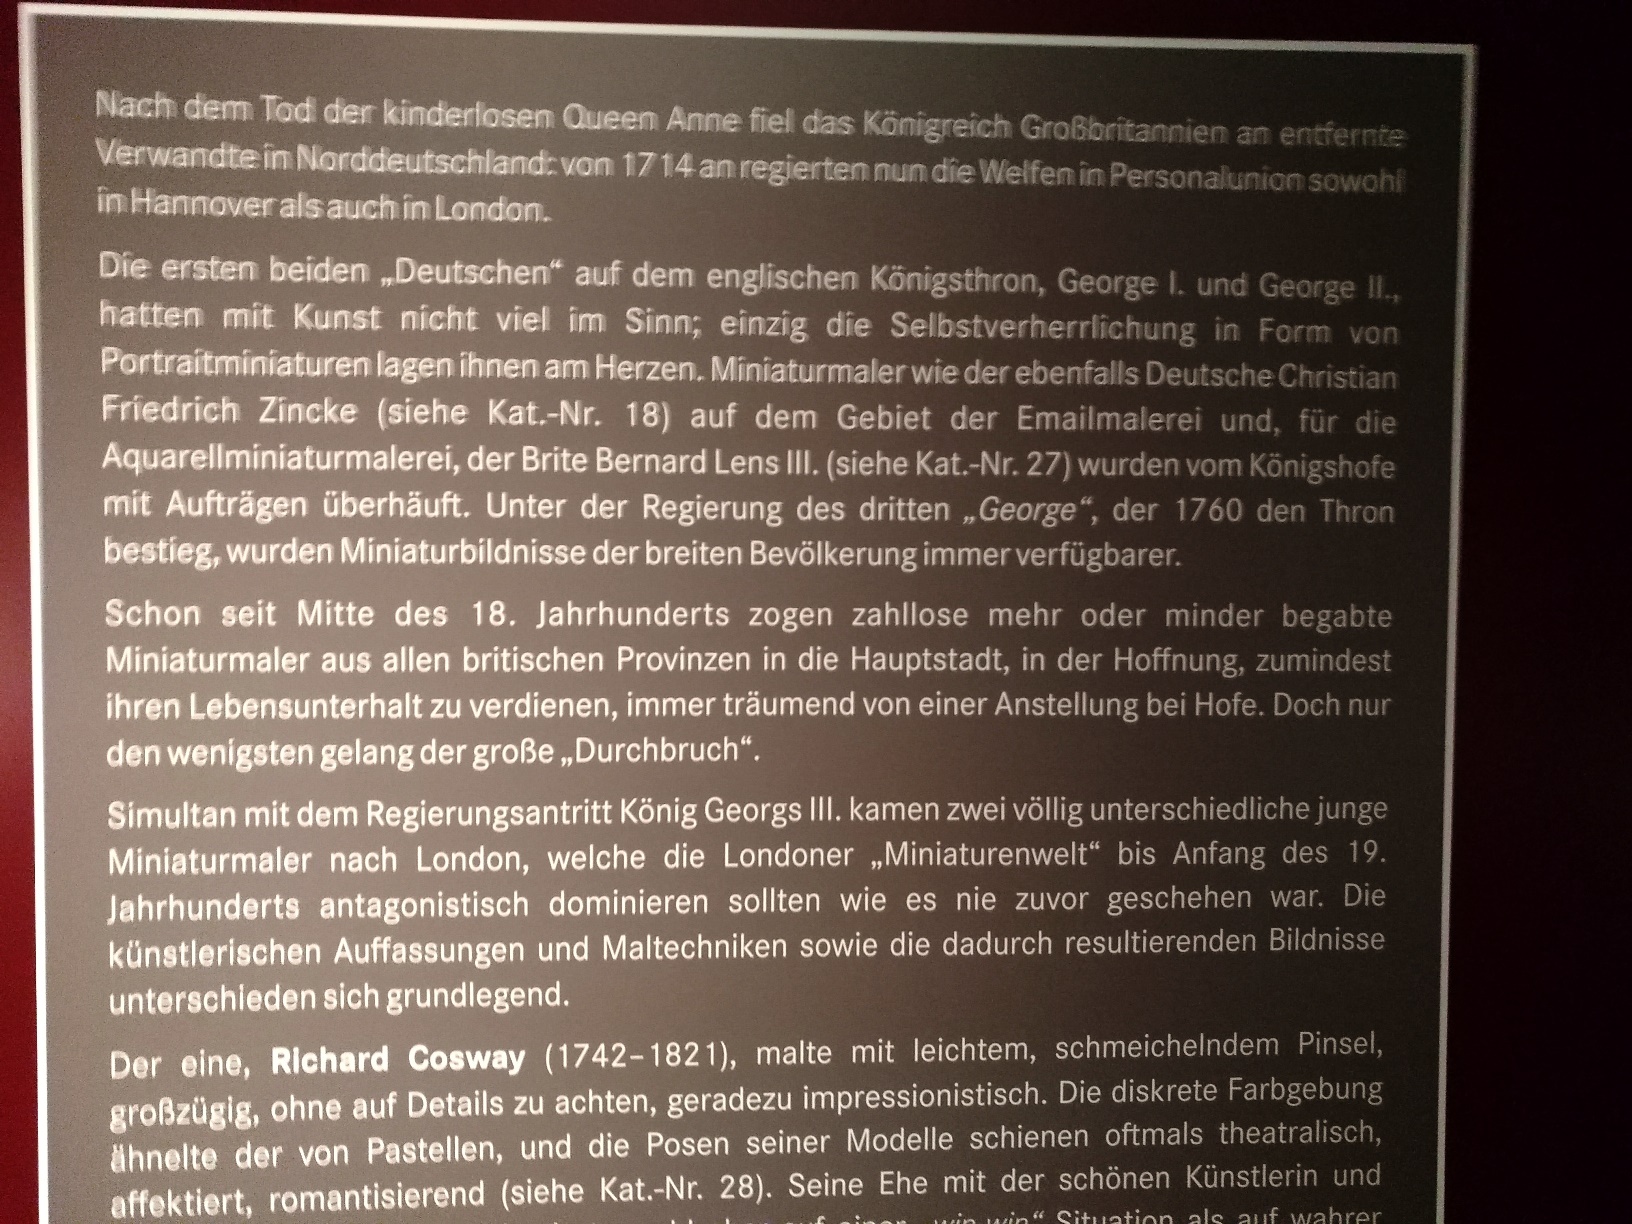 Nach dem Tod der kinderlosen Queen Anne fiel das Königreich Großbritannien an entfernte
Verwandte in Norddeutschland: von 1714 an regierten nun die Welfen in Personalunion sowohl
in Hannover als auch in London.
Die ersten beiden „Deutschen“ auf dem englischen Königsthron, George I. und George II.,
hatten mit Kunst nicht viel im Sinn; einzig die Selbstverherrlichung in Form von
Portraitminiaturen lagen ihnen am Herzen. Miniaturmaler wie der ebenfalls Deutsche Christian
Friedrich Zincke (siehe Kat.-Nr. 18) auf dem Gebiet der Emailmalerei und, für die
Aquarellminiaturmalerei, der Brite Bernard Lens III. (siehe Kat.-Nr. 27) wurden vom Königshofe
mit Aufträgen überhäuft. Unter der Regierung des dritten „George“, der 1760 den Thron
bestieg, wurden Miniaturbildnisse der breiten Bevölkerung immer verfügbarer.
Schon seit Mitte des 18. Jahrhunderts zogen zahllose mehr oder minder begabte
Miniaturmaler aus allen britischen Provinzen in die Hauptstadt, in der Hoffnung, zumindest
ihren Lebensunterhalt zu verdienen, immer träumend von einer Anstellung bei Hofe. Doch nur
den wenigsten gelang der große „Durchbruch“.
Simultan mit dem Regierungsantritt König Georgs III. kamen zwei völlig unterschiedliche junge
Miniaturmaler nach London, welche die Londoner „Miniaturenwelt“ bis Anfang des 19.
Jahrhunderts antagonistisch dominieren sollten wie es nie zuvor geschehen war. Die
künstlerischen Auffassungen und Maltechniken sowie die dadurch resultierenden Bildnisse
unterschieden sich grundlegend.
Der eine, Richard Cosway (1742–1821), malte mit leichtem, schmeichelndem Pinsel,
großzügig, ohne auf Details zu achten, geradezu impressionistisch. Die diskrete Farbgebung
ähnelte der von Pastellen, und die Posen seiner Modelle schienen oftmals theatralisch,
affektiert, romantisierend (siehe Kat.-Nr. 28). Seine Ehe mit der schönen Künstlerin und
auf einer „win win“ Situation als auf wahrer